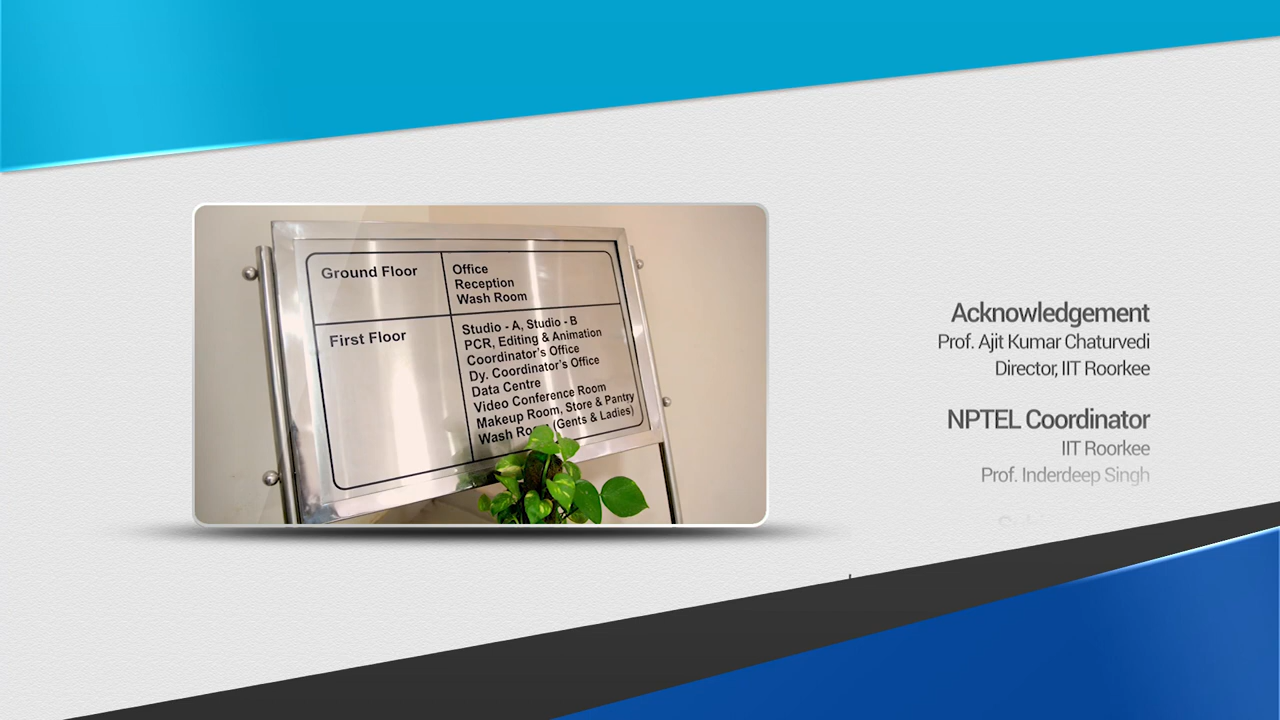 Ground Floor
Office
Reception
Wash Room
First Floor
Studio - A, Studio - B
PCR, Editing & Animation
Coordinator's Office
Dy. Coordinator's Office
Data Centre
Video Conference Room
Makeup Room, Store & Pantry
Wash Room (Gents & Ladies)
Acknowledgement
Prof. Ajit Kumar Chaturvedi
Director, IIT Roorkee
NPTEL Coordinator
IIT Roorkee
Prof. Inderdeep Singh